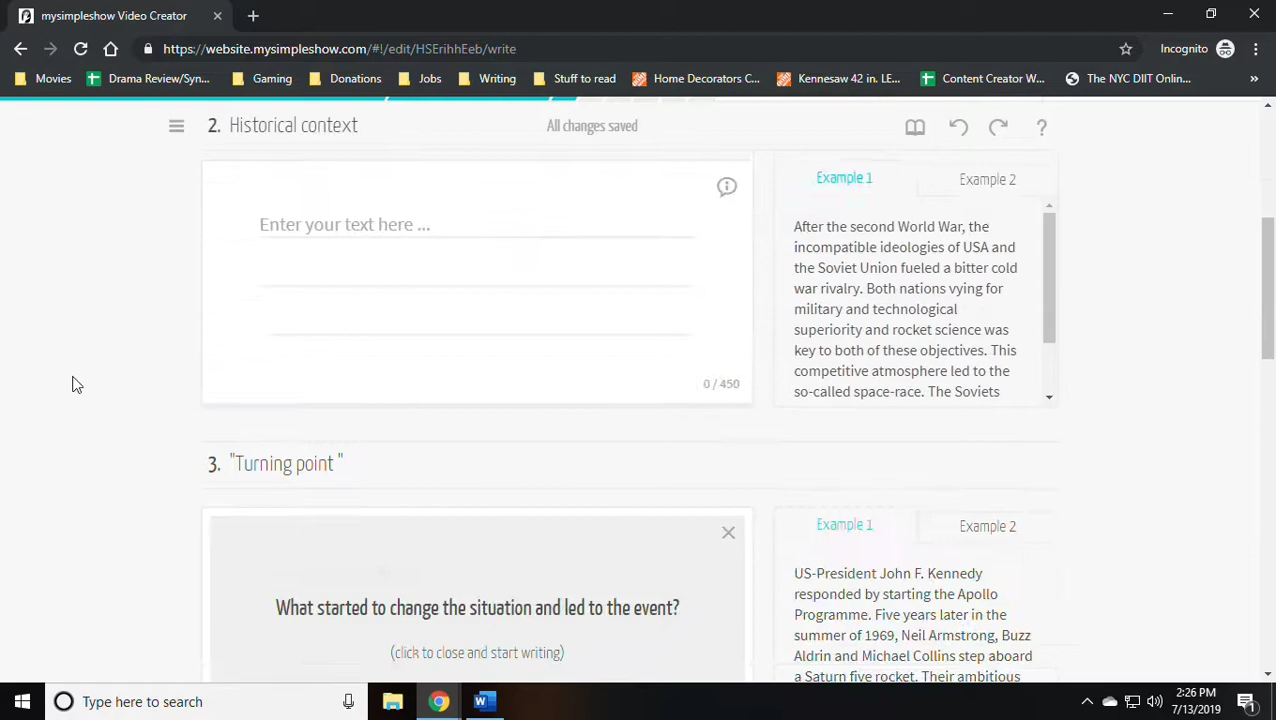 mysimpleshow Video Creator
https://website.mysimpleshow.com/#!/edit/HSErihhEeb/write
Incognito
Movies
Drama Review/Syn...
Gaming
Donations
Jobs
Writing
Stuff to read
Home Decorators C...
Kennesaw 42 in. LE...
Content Creator W...
The NYC DIIT Onlin...
»
2. Historical context
All changes saved
?
Enter your text here ...
0 / 450
Example 1
Example 2
After the second World War, the
incompatible ideologies of USA and
the Soviet Union fueled a bitter cold
war rivalry. Both nations vying for
military and technological
superiority and rocket science was
key to both of these objectives. This
competitive atmosphere led to the
so-called space-race. The Soviets
3. "Turning point "
What started to change the situation and led to the event?
(click to close and start writing)
Example 1
Example 2
US-President John F. Kennedy
responded by starting the Apollo
Programme. Five years later in the
summer of 1969, Neil Armstrong, Buzz
Aldrin and Michael Collins step aboard
a Saturn five rocket. Their ambitious
Type here to search
2:26 PM
7/13/2019
1